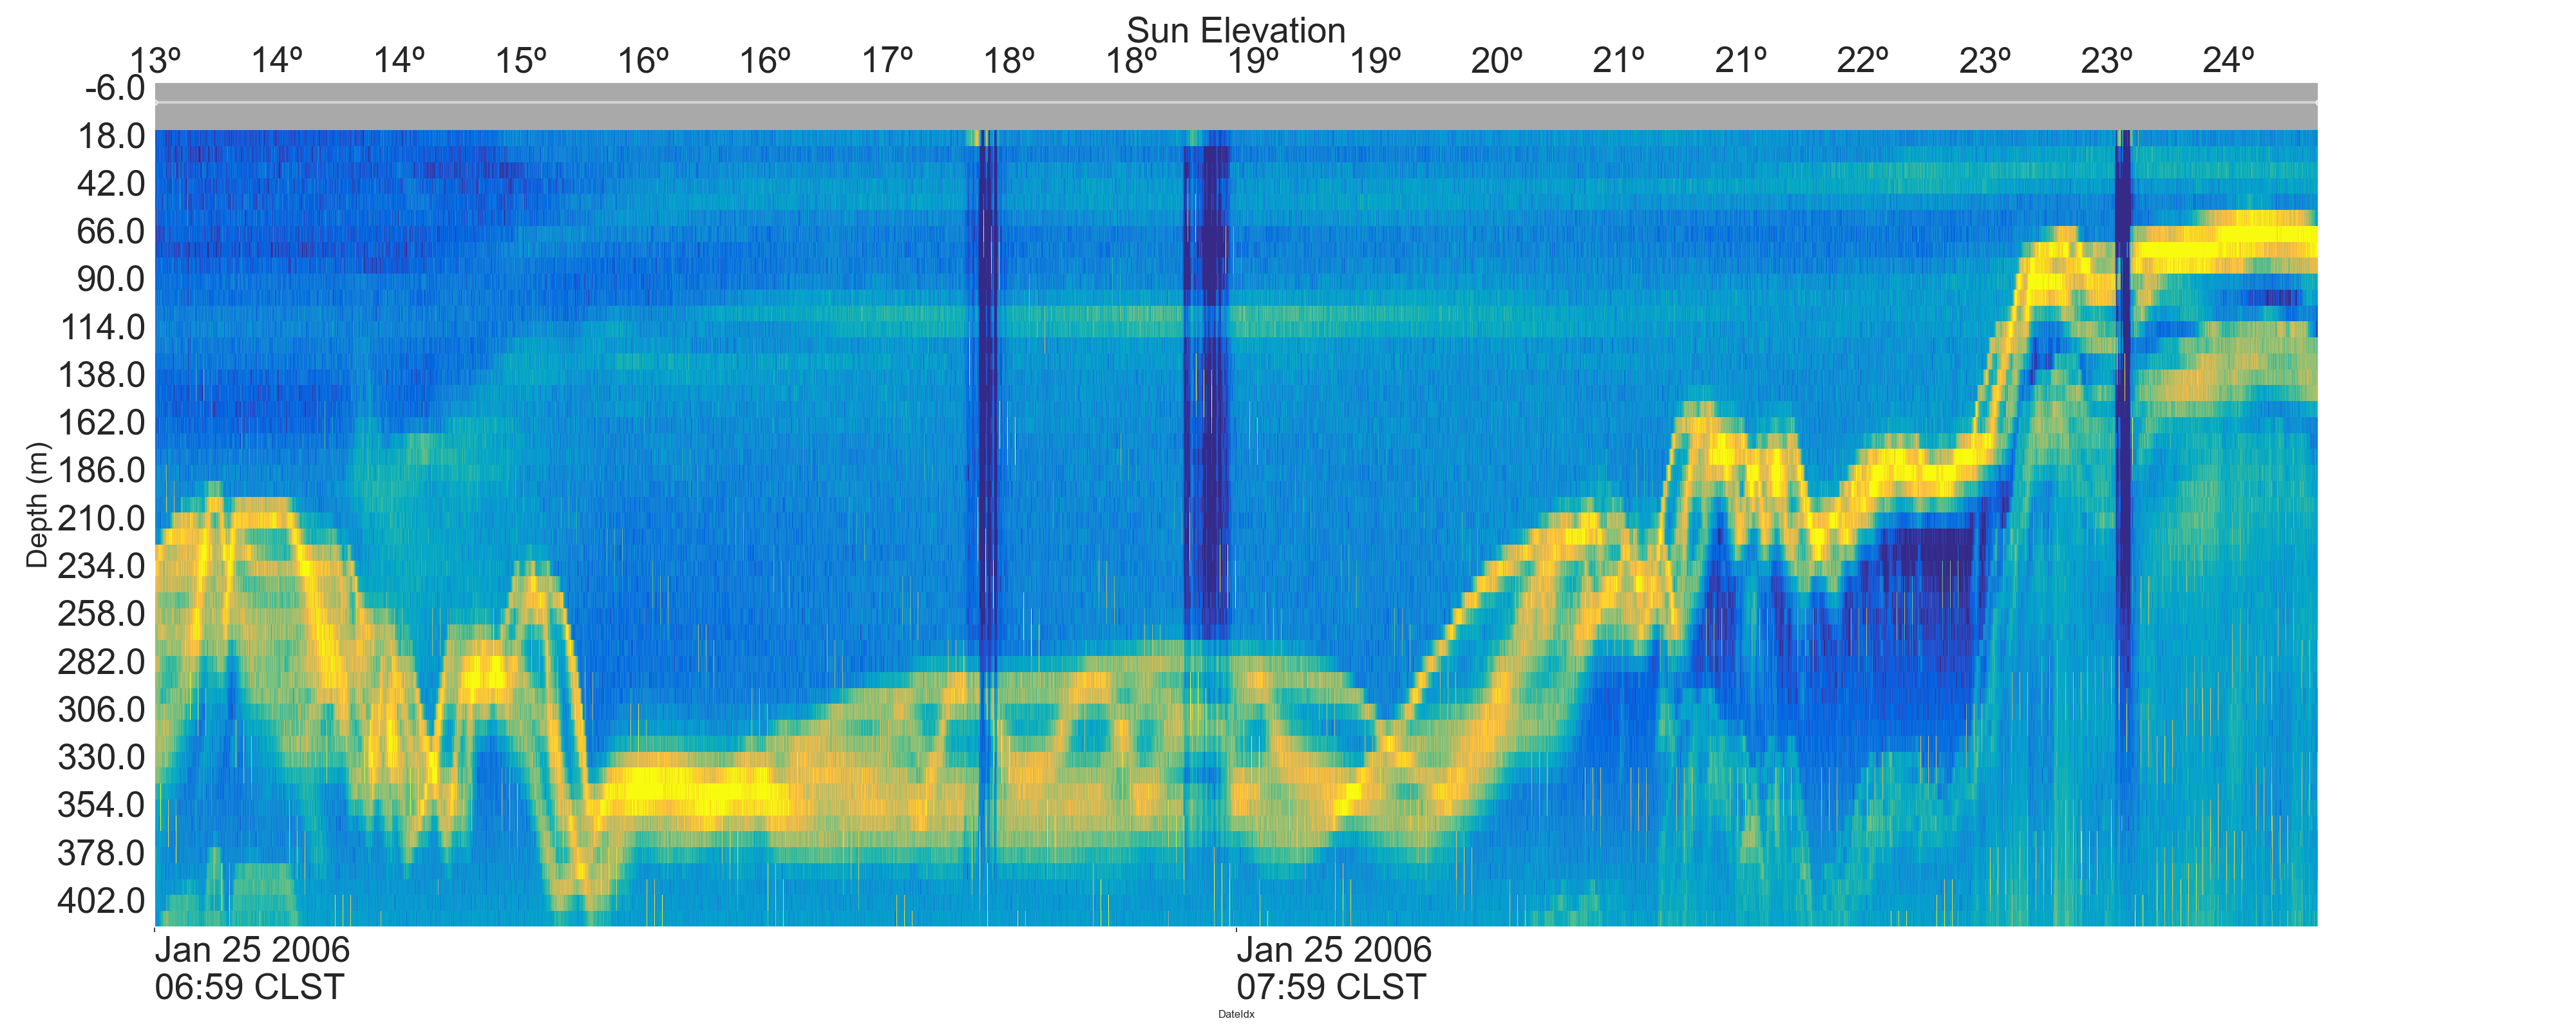 Sun Elevation
13º 14º 14º 15º 16º 16º 17º 18º 18º 19º 19º 20º 21º 21º 22º 23º 23º 24º
-6.0
18.0
42.0
66.0
90.0
114.0
138.0
162.0
186.0
210.0
234.0
258.0
282.0
306.0
330.0
354.0
378.0
402.0
Depth (m)
Jan 25 2006
06:59 CLST
Jan 25 2006
07:59 CLST
DateIdx